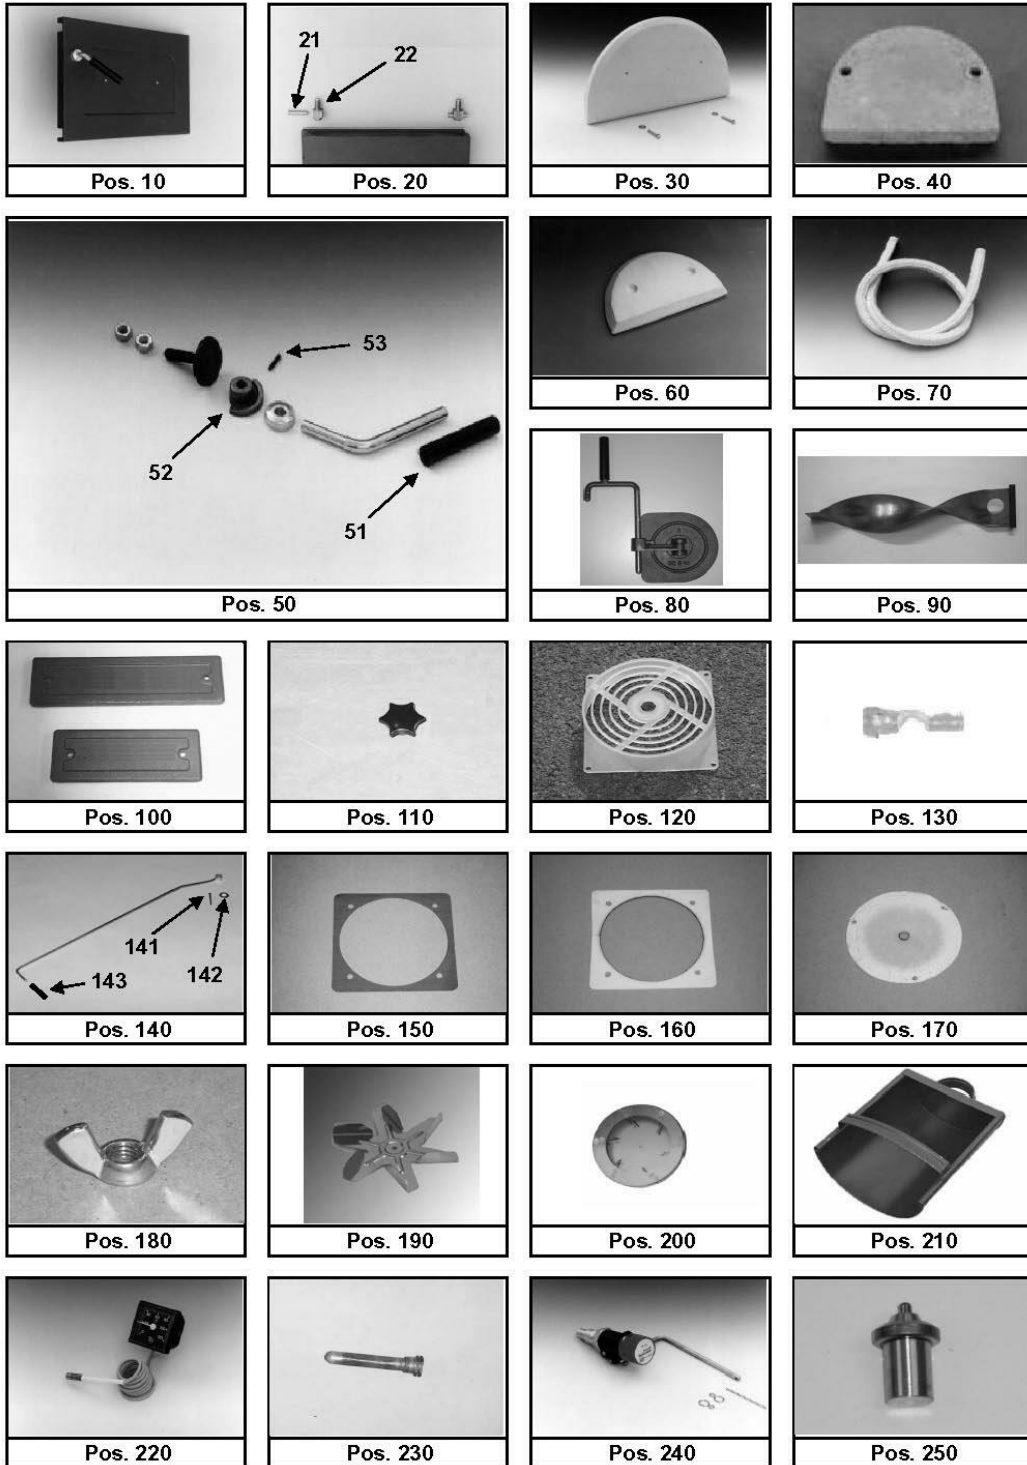 21
22
Pos. 10
Pos. 20
Pos. 30
Pos. 40
53
52
51
Pos. 50
Pos. 60
Pos. 70
Pos. 80
Pos. 90
Pos. 100
Pos. 110
Pos. 120
Pos. 130
141
142
143
Pos. 140
Pos. 150
Pos. 160
Pos. 170
Pos. 180
Pos. 190
Pos. 200
Pos. 210
88
Pos. 220
Pos. 230
Pos. 240
Pos. 250